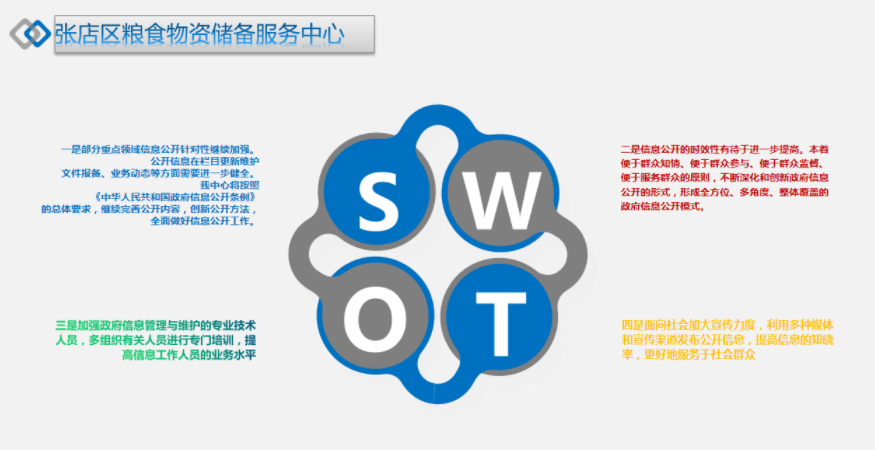 张店区粮食物资储备服务中心
一是部分重点领域信息公开针对性继续加强。
公开信息在栏目更新维护
文件报备、业务动态等方面需要进一步健全。
我中心将按照
《中华人民共和国政府信息公开条例》
的总体要求，继续完善公开内容，创新公开方法，
全面做好信息公开工作。
二是信息公开的时效性有待于进一步提高。本着
便于群众知情、便于群众参与、便于群众监督、
便于服务群众的原则，不断深化和创新政府信息
公开的形式，形成全方位、多角度、整体覆盖的
政府信息公开模式。
S
W
O
T
三是加强政府信息管理与维护的专业技术
人员，多组织有关人员进行专门培训，提
高信息工作人员的业务水平
四是面向社会加大宣传力度，利用多种媒体
和宣传渠道发布公开信息，提高信息的知晓
率，更好地服务于社会群众